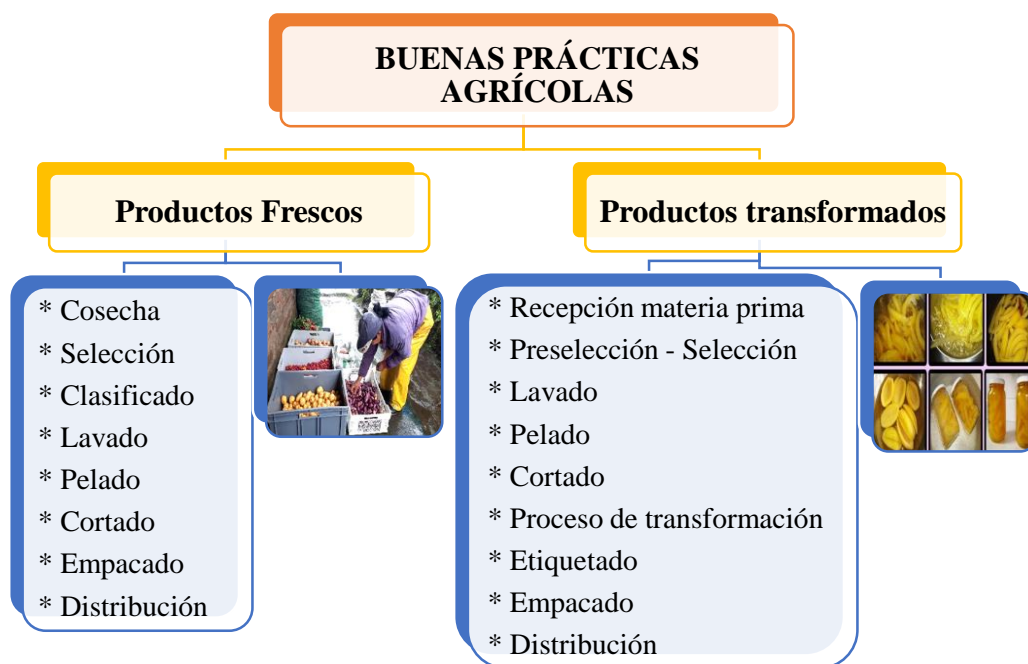 BUENAS PRÁCTICAS
AGRÍCOLAS
Productos Frescos
* Cosecha
* Selección
* Clasificado
* Lavado
* Pelado
* Cortado
* Empacado
* Distribución
Productos transformados
* Recepción materia prima
* Preselección - Selección
* Lavado
* Pelado
* Cortado
* Proceso de transformación
* Etiquetado
* Empacado
* Distribución